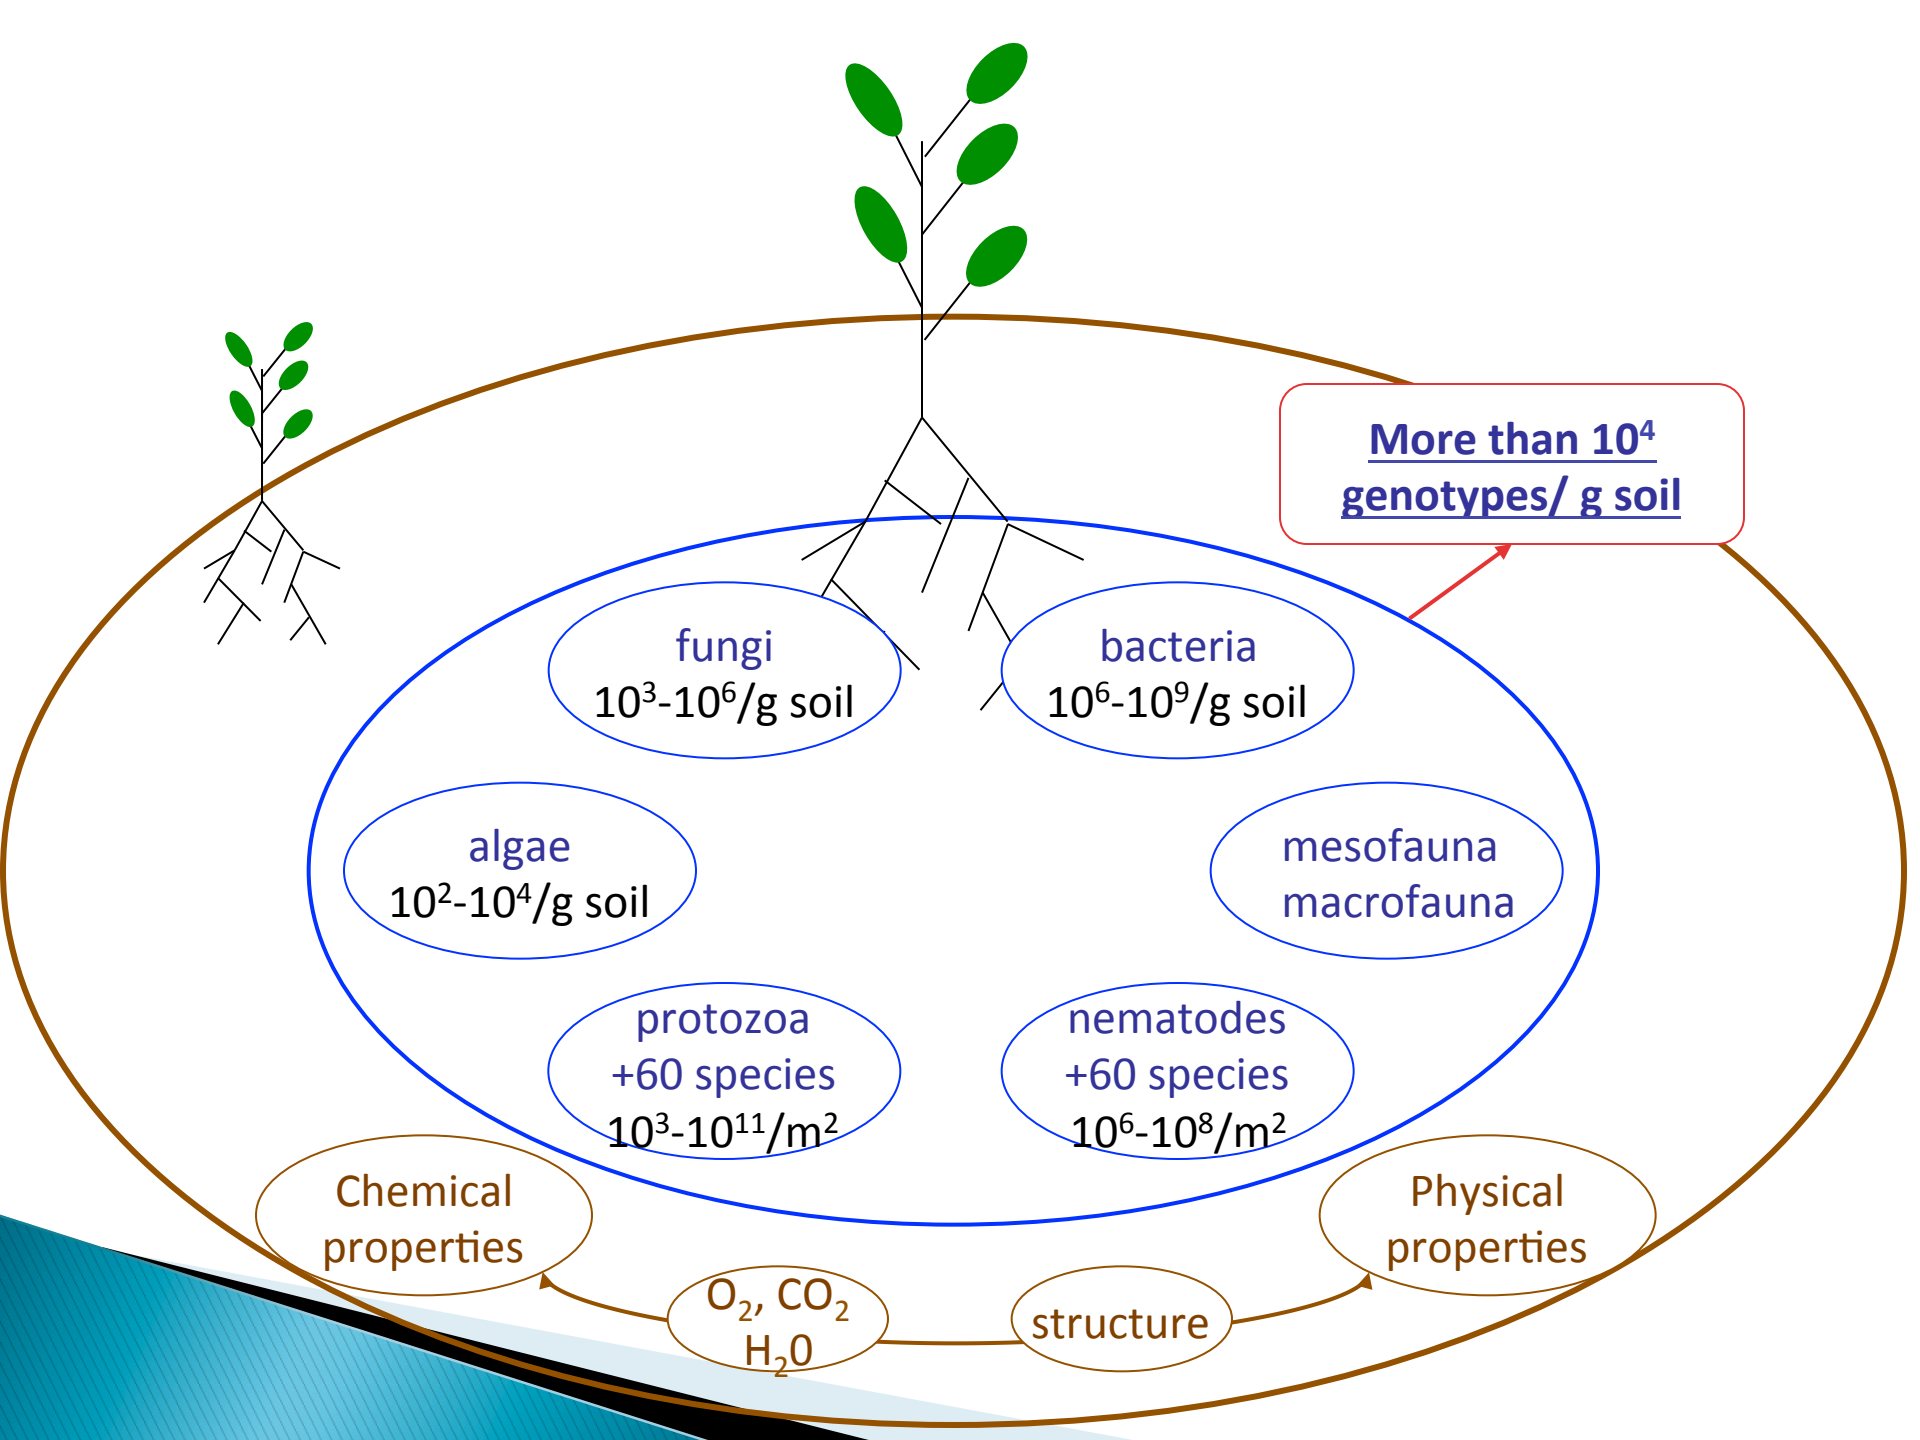 More than 10⁴
genotypes/ g soil
fungi
10³-10⁶/g soil
bacteria
10⁶-10⁹/g soil
algae
10²-10⁴/g soil
mesofauna
macrofauna
protozoa
+60 species
10³-10¹¹/m²
nematodes
+60 species
10⁶-10⁸/m²
Chemical
properties
Physical
properties
O₂, CO₂
H₂0
structure